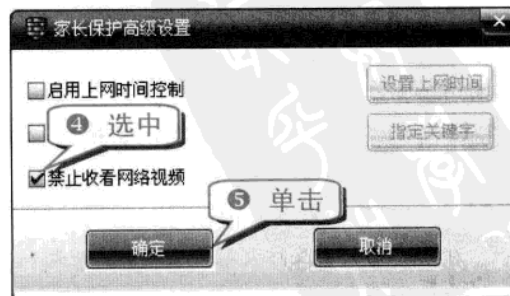 家长保护高级设置
启用上网时间控制
设置上网时间
❹ 选中
指定关键字
禁止收看网络视频
❺ 单击
确定
取消